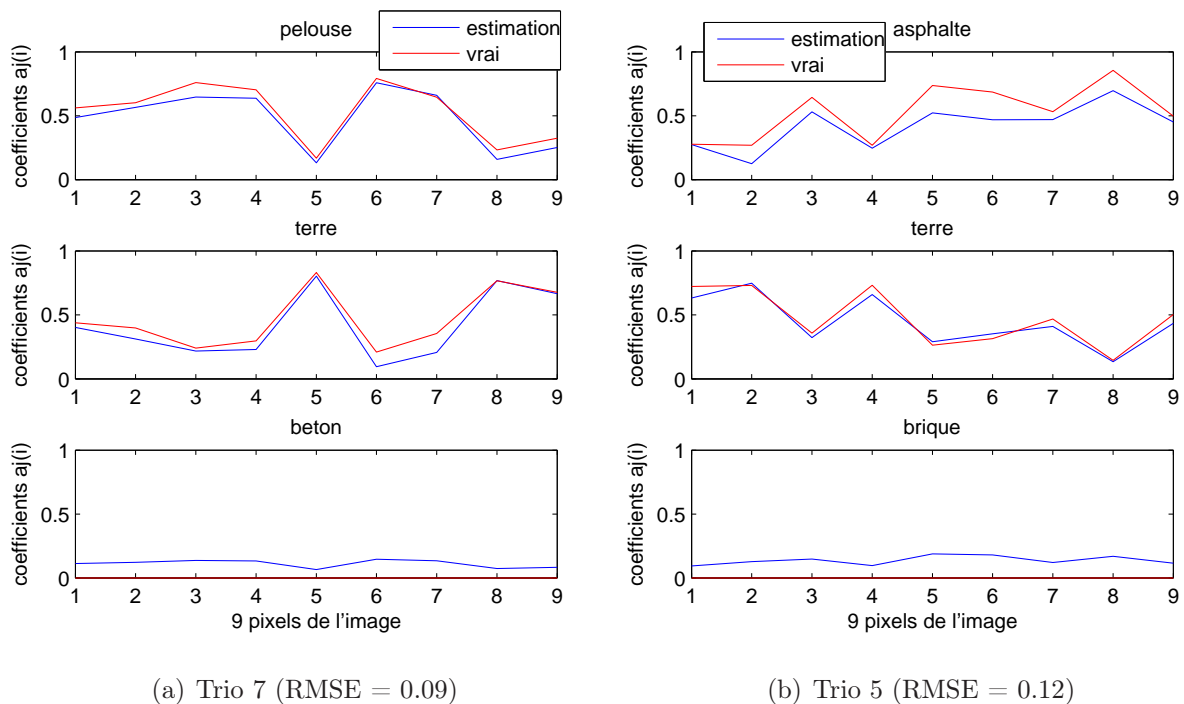 pelouse
estimation
vrai
coefficients aj(i)
1
0.5
0
1 2 3 4 5 6 7 8 9
terre
coefficients aj(i)
1
0.5
0
1 2 3 4 5 6 7 8 9
beton
coefficients aj(i)
1
0.5
0
1 2 3 4 5 6 7 8 9
9 pixels de l'image
(a) Trio 7 (RMSE = 0.09)
asphalte
estimation
vrai
coefficients aj(i)
1
0.5
0
1 2 3 4 5 6 7 8 9
terre
coefficients aj(i)
1
0.5
0
1 2 3 4 5 6 7 8 9
brique
coefficients aj(i)
1
0.5
0
1 2 3 4 5 6 7 8 9
9 pixels de l'image
(b) Trio 5 (RMSE = 0.12)